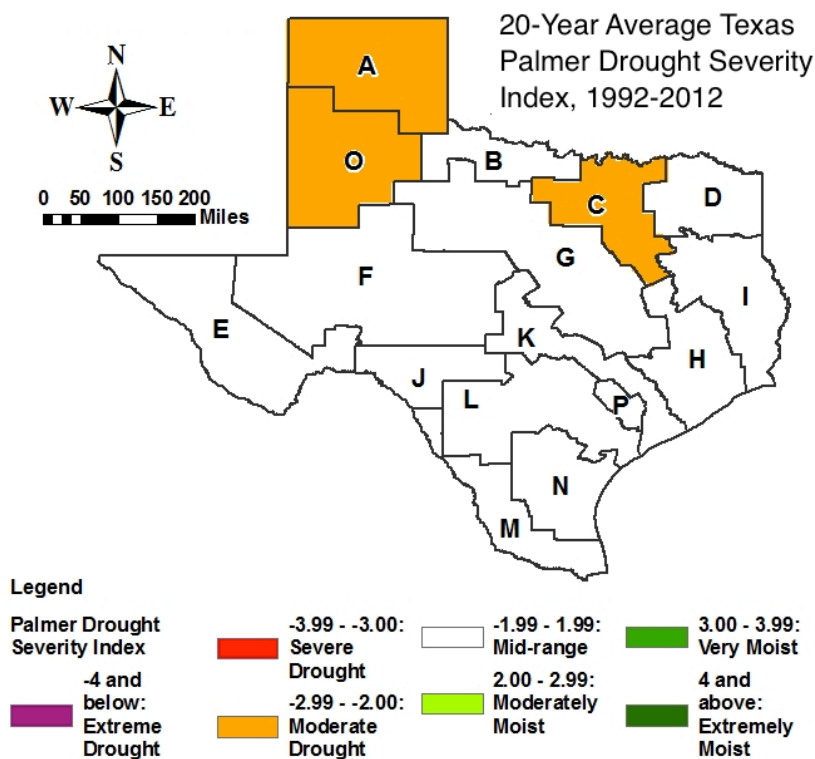 20-Year Average Texas
Palmer Drought Severity
Index, 1992-2012
N
W
E
S
0 50 100 150 200
Miles
A
O
B
C
D
G
F
I
E
K
H
J
L
P
N
M
Legend
Palmer Drought
Severity Index
-4 and
below:
Extreme
Drought
-3.99 - -3.00:
Severe
Drought
-2.99 - -2.00:
Moderate
Drought
-1.99 - 1.99:
Mid-range
2.00 - 2.99:
Moderately
Moist
3.00 - 3.99:
Very Moist
4 and
above:
Extremely
Moist